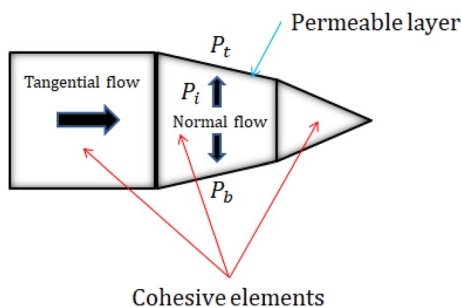 Permeable layer
P_t
Tangential flow
P_i
Normal flow
P_b
Cohesive elements